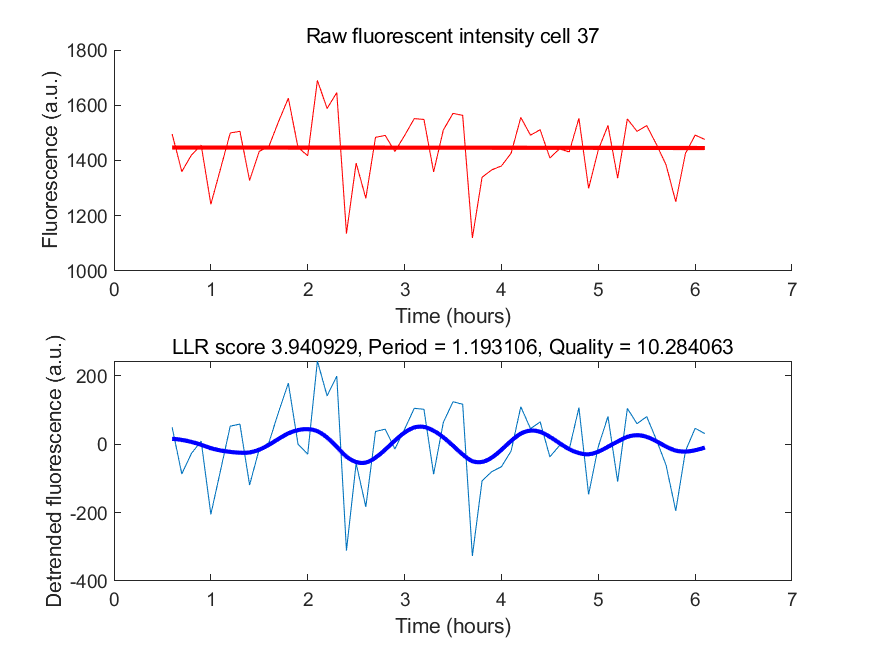 Raw fluorescent intensity cell 37
1800
1600
1400
1200
1000
Fluorescence (a.u.)
0 1 2 3 4 5 6 7
Time (hours)
LLR score 3.940929, Period = 1.193106, Quality = 10.284063
200
0
-200
-400
Detrended fluorescence (a.u.)
0 1 2 3 4 5 6 7
Time (hours)